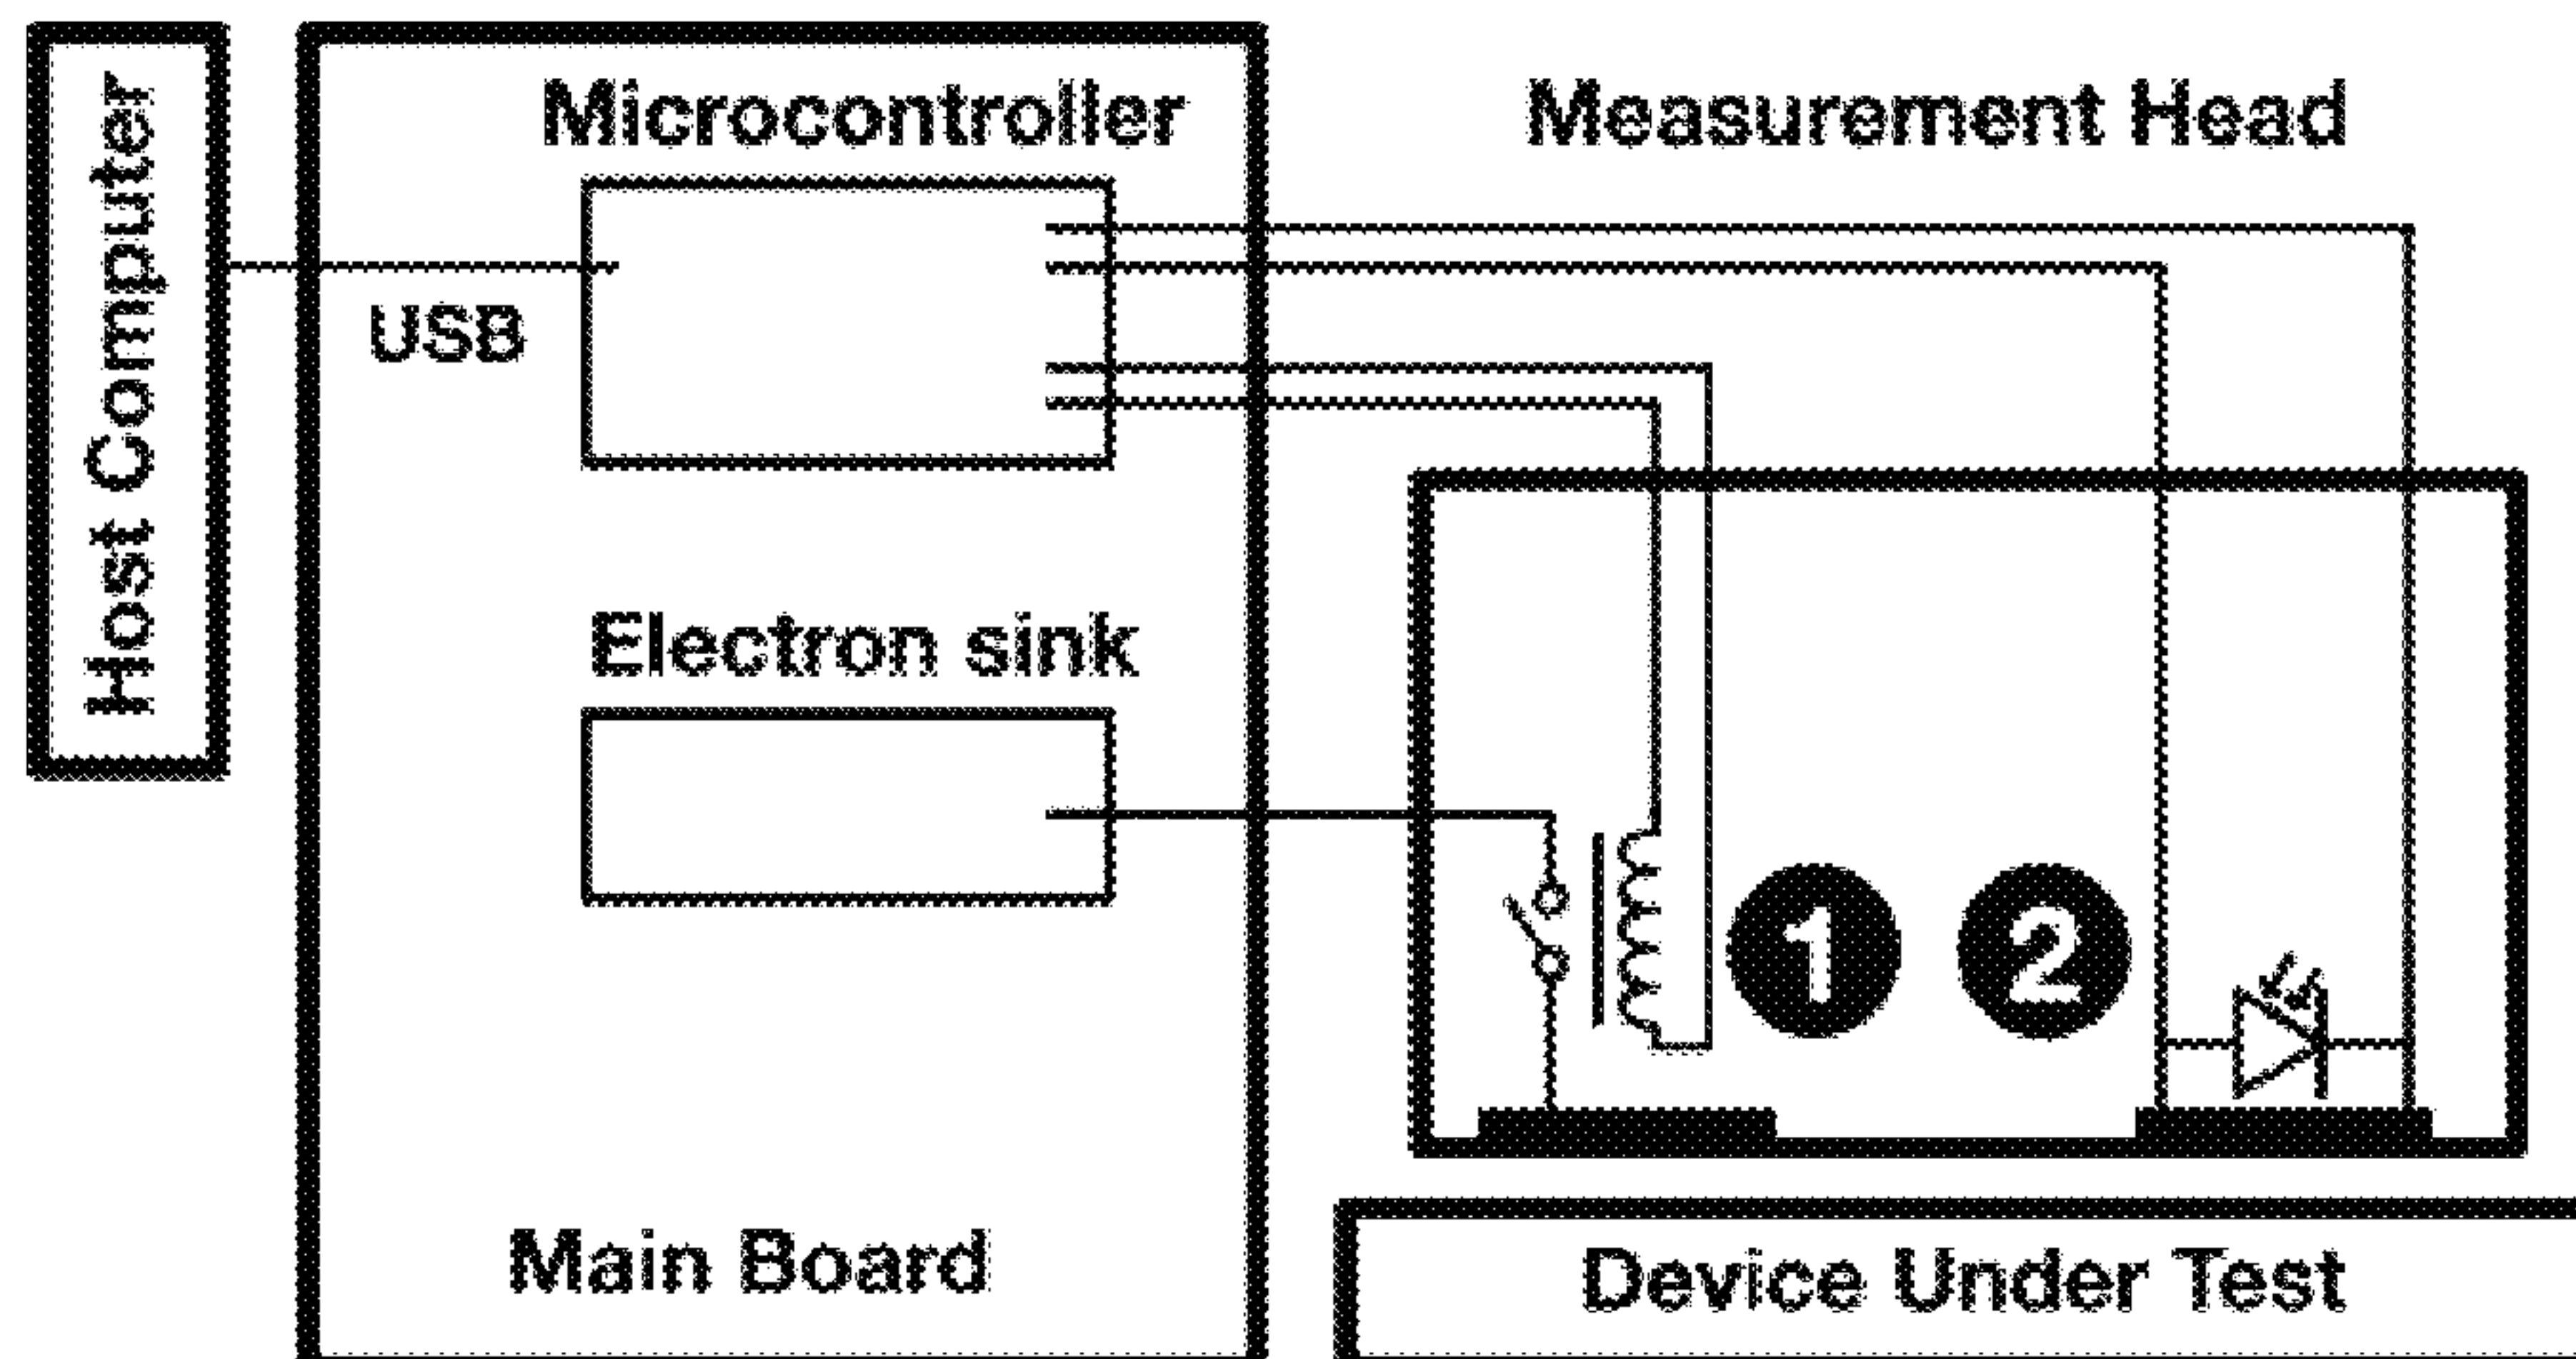 Host Computer
Microcontroller
Measurement Head
USB
Electron sink
1 2
Main Board
Device Under Test